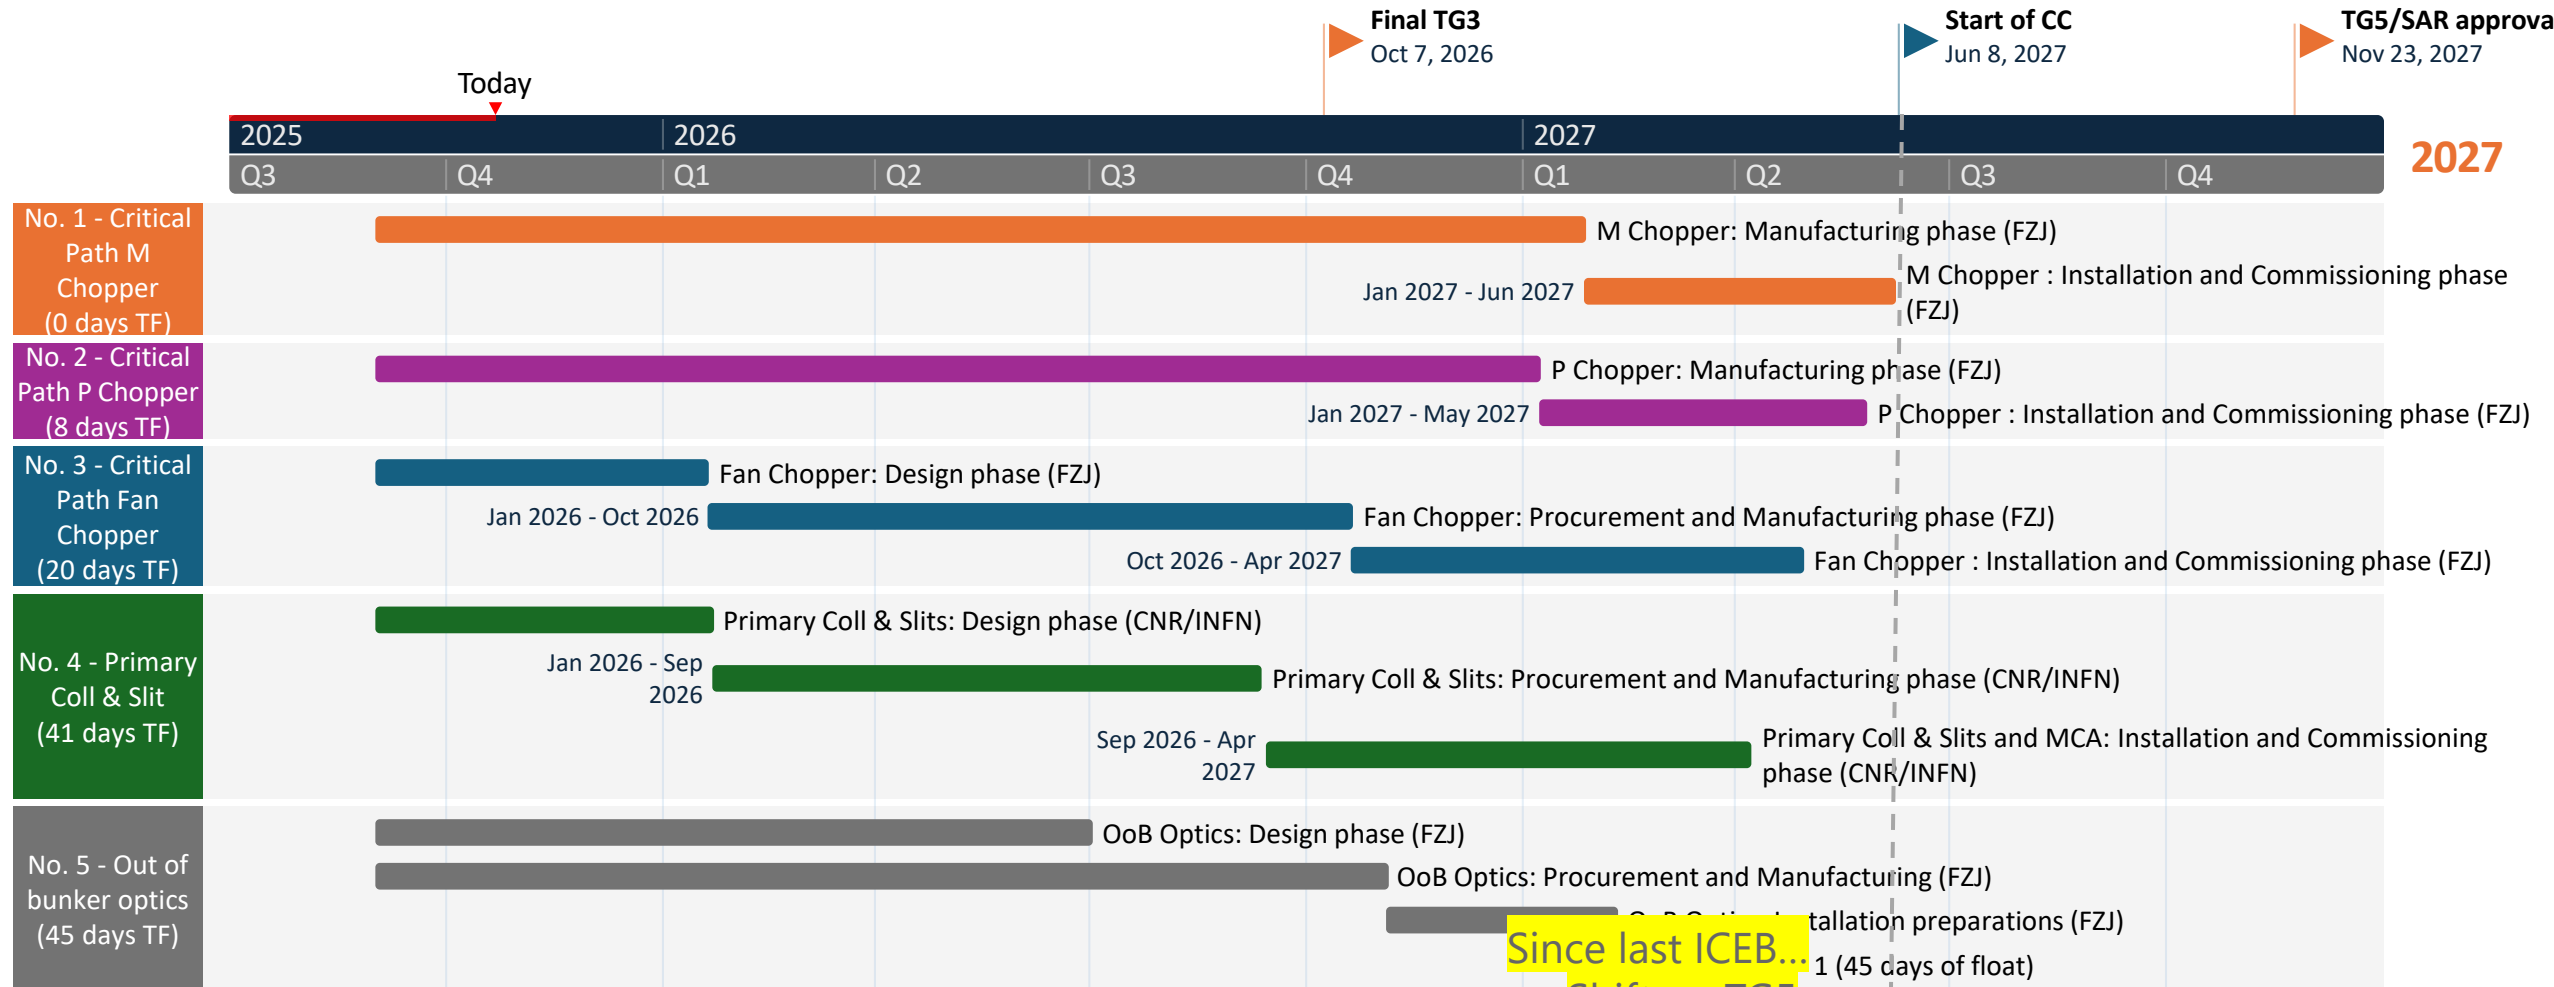 Final TG3
Oct 7, 2026
Start of CC
Jun 8, 2027
TG5/SAR approva
Nov 23, 2027
Today
2025
2026
2027
2027
Q3
Q4
Q1
Q2
Q3
Q4
Q1
Q2
Q3
Q4
No. 1 - Critical
Path M
Chopper
(0 days TF)
M Chopper: Manufacturing phase (FZJ)
Jan 2027 - Jun 2027
M Chopper : Installation and Commissioning phase
(FZJ)
No. 2 - Critical
Path P Chopper
(8 days TF)
P Chopper: Manufacturing phase (FZJ)
Jan 2027 - May 2027
P Chopper : Installation and Commissioning phase (FZJ)
No. 3 - Critical
Path Fan
Chopper
(20 days TF)
Fan Chopper: Design phase (FZJ)
Jan 2026 - Oct 2026
Fan Chopper: Procurement and Manufacturing phase (FZJ)
Oct 2026 - Apr 2027
Fan Chopper : Installation and Commissioning phase (FZJ)
No. 4 - Primary
Coll & Slit
(41 days TF)
Primary Coll & Slits: Design phase (CNR/INFN)
Jan 2026 - Sep
2026
Primary Coll & Slits: Procurement and Manufacturing phase (CNR/INFN)
Sep 2026 - Apr
2027
Primary Coll & Slits and MCA: Installation and Commissioning
phase (CNR/INFN)
No. 5 - Out of
bunker optics
(45 days TF)
OoB Optics: Design phase (FZJ)
OoB Optics: Procurement and Manufacturing (FZJ)
tallation preparations (FZJ)
Since last ICEB...
1 (45 days of float)